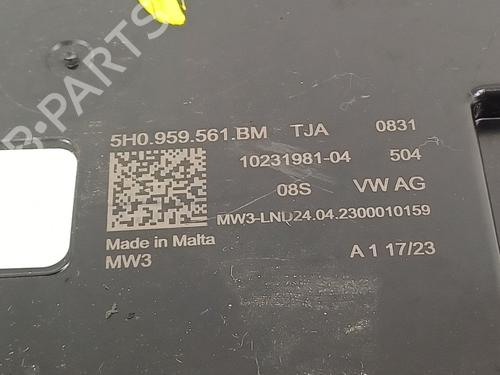 5H0.959.561.BM TJA 0831
10231981-04 504
08S VW AG
MW3-LND24.04.2300010159
Made in Malta
MW3 A 1 17/23
B-PARTS